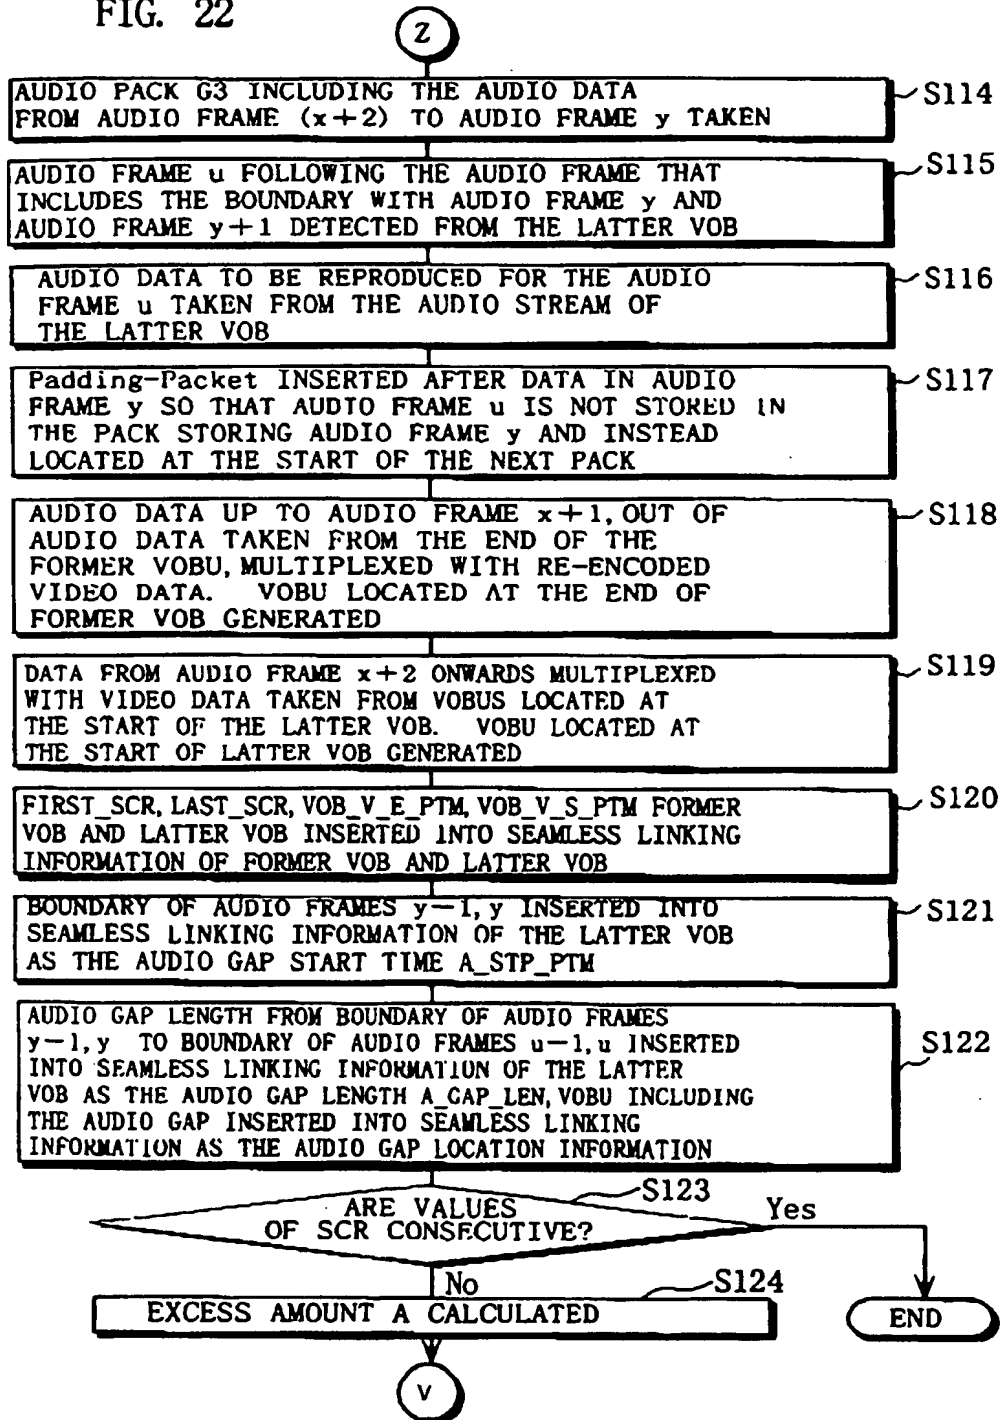 FIG. 22
Z
AUDIO PACK G3 INCLUDING THE AUDIO DATA
FROM AUDIO FRAME (x+2) TO AUDIO FRAME y TAKEN
S114
AUDIO FRAME u FOLLOWING THE AUDIO FRAME THAT
INCLUDES THE BOUNDARY WITH AUDIO FRAME y AND
AUDIO FRAME y+1 DETECTED FROM THE LATTER VOB
S115
AUDIO DATA TO BE REPRODUCED FOR THE AUDIO
FRAME u TAKEN FROM THE AUDIO STREAM OF
THE LATTER VOB
S116
Padding-Packet INSERTED AFTER DATA IN AUDIO
FRAME y SO THAT AUDIO FRAME u IS NOT STORED IN
THE PACK STORING AUDIO FRAME y AND INSTEAD
LOCATED AT THE START OF THE NEXT PACK
S117
AUDIO DATA UP TO AUDIO FRAME x+1, OUT OF
AUDIO DATA TAKEN FROM THE END OF THE
FORMER VOBU, MULTIPLEXED WITH RE-ENCODED
VIDEO DATA. VOBU LOCATED AT THE END OF
FORMER VOB GENERATED
S118
DATA FROM AUDIO FRAME x+2 ONWARDS MULTIPLEXED
WITH VIDEO DATA TAKEN FROM VOBUS LOCATED AT
THE START OF THE LATTER VOB. VOBU LOCATED AT
THE START OF LATTER VOB GENERATED
S119
FIRST_SCR, LAST_SCR, VOB_V_E_PTM, VOB_V_S_PTM FORMER
VOB AND LATTER VOB INSERTED INTO SEAMLESS LINKING
INFORMATION OF FORMER VOB AND LATTER VOB
S120
BOUNDARY OF AUDIO FRAMES y-1, y INSERTED INTO
SEAMLESS LINKING INFORMATION OF THE LATTER VOB
AS THE AUDIO GAP START TIME A_STP_PTM
S121
AUDIO GAP LENGTH FROM BOUNDARY OF AUDIO FRAMES
y-1, y TO BOUNDARY OF AUDIO FRAMES u-1, u INSERTED
INTO SEAMLESS LINKING INFORMATION OF THE LATTER
VOB AS THE AUDIO GAP LENGTH A_GAP_LEN, VOBU INCLUDING
THE AUDIO GAP INSERTED INTO SEAMLESS LINKING
INFORMATION AS THE AUDIO GAP LOCATION INFORMATION
S122
ARE VALUES
OF SCR CONSECUTIVE?
S123
Yes
No
EXCESS AMOUNT A CALCULATED
S124
END
v